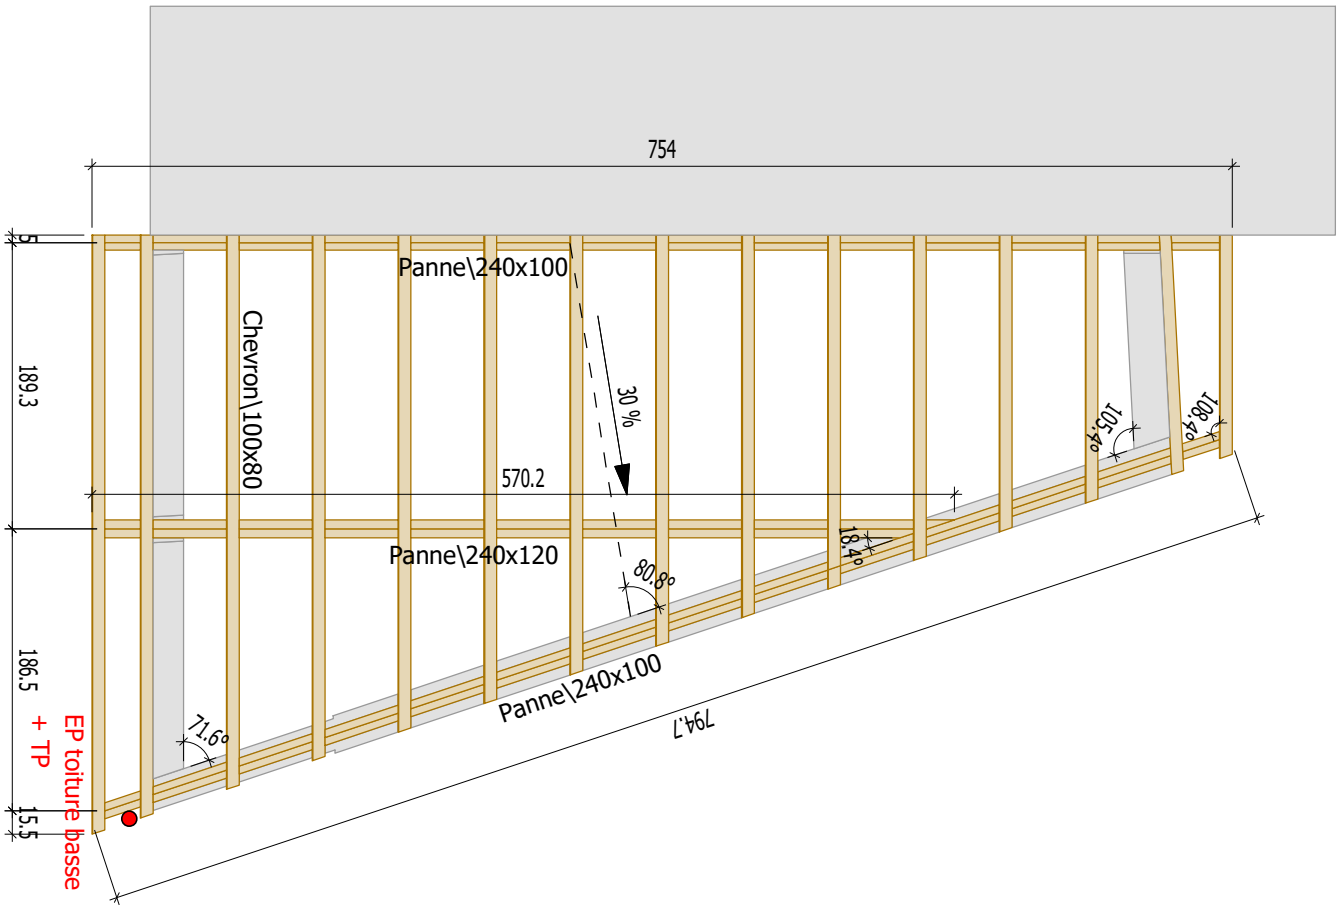 754
5
Panne\240x100
Chevron\100x80
189.3
30 %
105.4°
108.4°
570.2
18.4°
Panne\240x120
80.8°
186.5
Panne\240x100
794.7
71.6°
EP toiture basse
+ TP
15.5